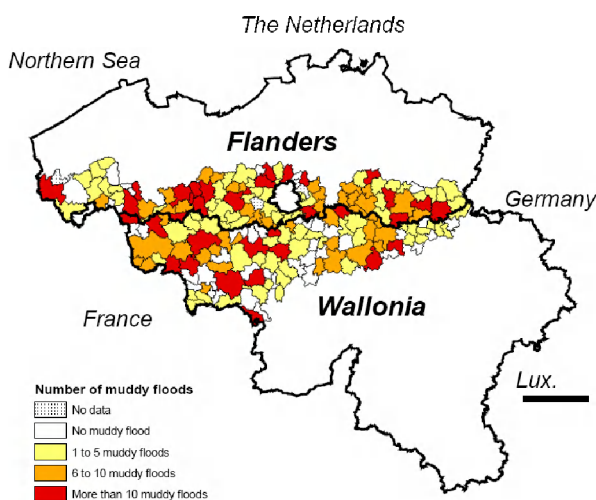 The Netherlands
Northern Sea
Flanders
Germany
Wallonia
France
Lux.
Number of muddy floods
No data
No muddy flood
1 to 5 muddy floods
6 to 10 muddy floods
More than 10 muddy floods